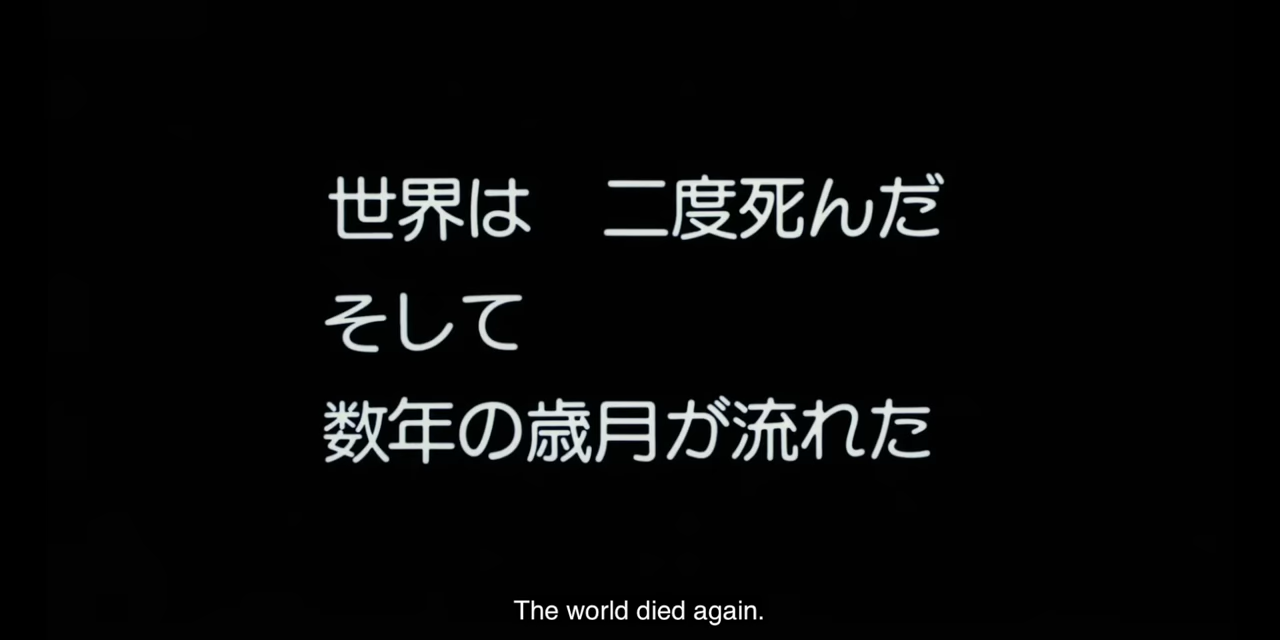 世界は　二度死んだ
そして
数年の歳月が流れた
The world died again.